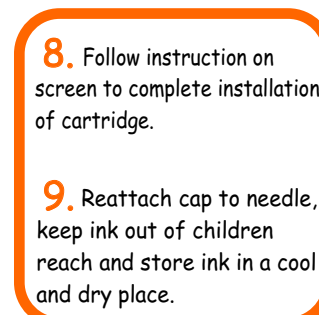 8. Follow instruction on
screen to complete installation
of cartridge.
9. Reattach cap to needle,
keep ink out of children
reach and store ink in a cool
and dry place.